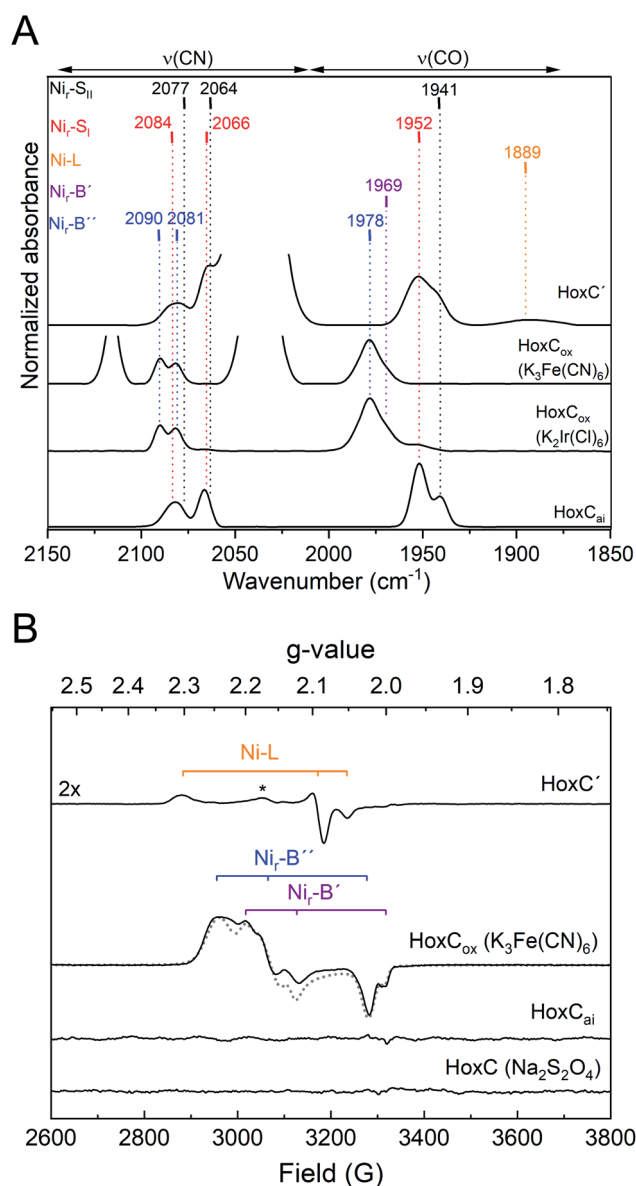 A
ν(CN) ν(CO)
Niᵣ-S_II 2077 2064 1941
Niᵣ-S_I 2084 2066 1952
Ni-L 1889
Niᵣ-B´ 1969
Niᵣ-B´´ 2090 2081 1978
HoxC´
HoxCₒₓ
(K₃Fe(CN)₆)
HoxCₒₓ
(K₂Ir(Cl)₆)
HoxCₐᵢ
Normalized absorbance
2150 2100 2050 2000 1950 1900 1850
Wavenumber (cm⁻¹)
B
g-value
2.5 2.4 2.3 2.2 2.1 2.0 1.9 1.8
Ni-L
2x * HoxC´
Niᵣ-B´´
Niᵣ-B´
HoxCₒₓ (K₃Fe(CN)₆)
HoxCₐᵢ
HoxC (Na₂S₂O₄)
2600 2800 3000 3200 3400 3600 3800
Field (G)